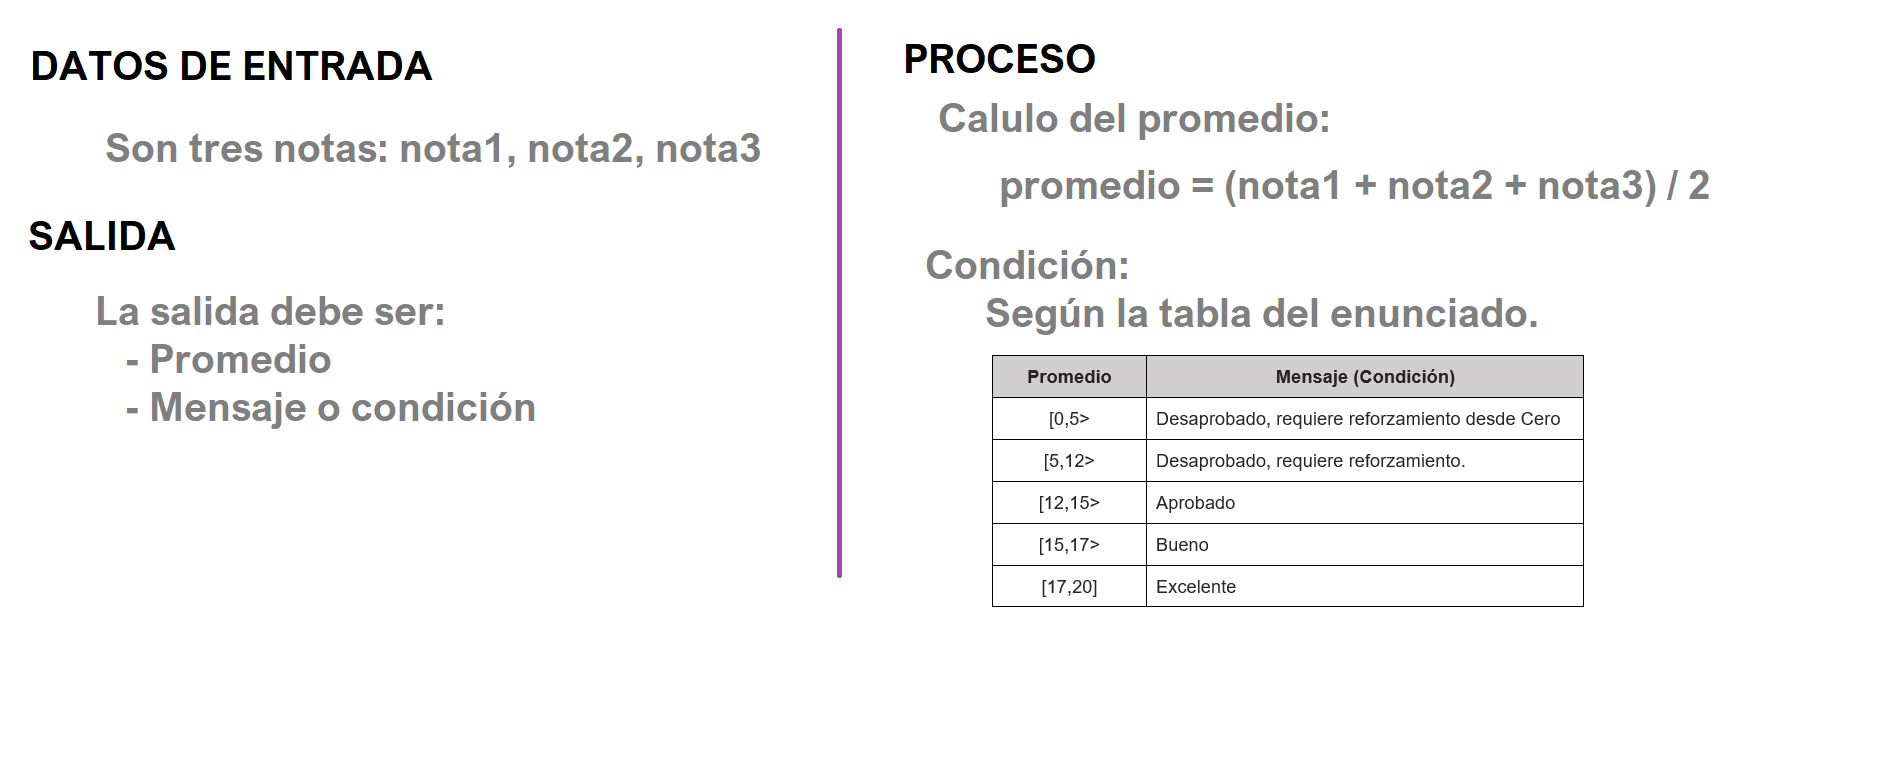 DATOS DE ENTRADA
Son tres notas: nota1, nota2, nota3
SALIDA
La salida debe ser:
- Promedio
- Mensaje o condición
PROCESO
Calulo del promedio:
promedio = (nota1 + nota2 + nota3) / 2
Condición:
Según la tabla del enunciado.
Promedio Mensaje (Condición)
[0,5> Desaprobado, requiere reforzamiento desde Cero
[5,12> Desaprobado, requiere reforzamiento.
[12,15> Aprobado
[15,17> Bueno
[17,20] Excelente